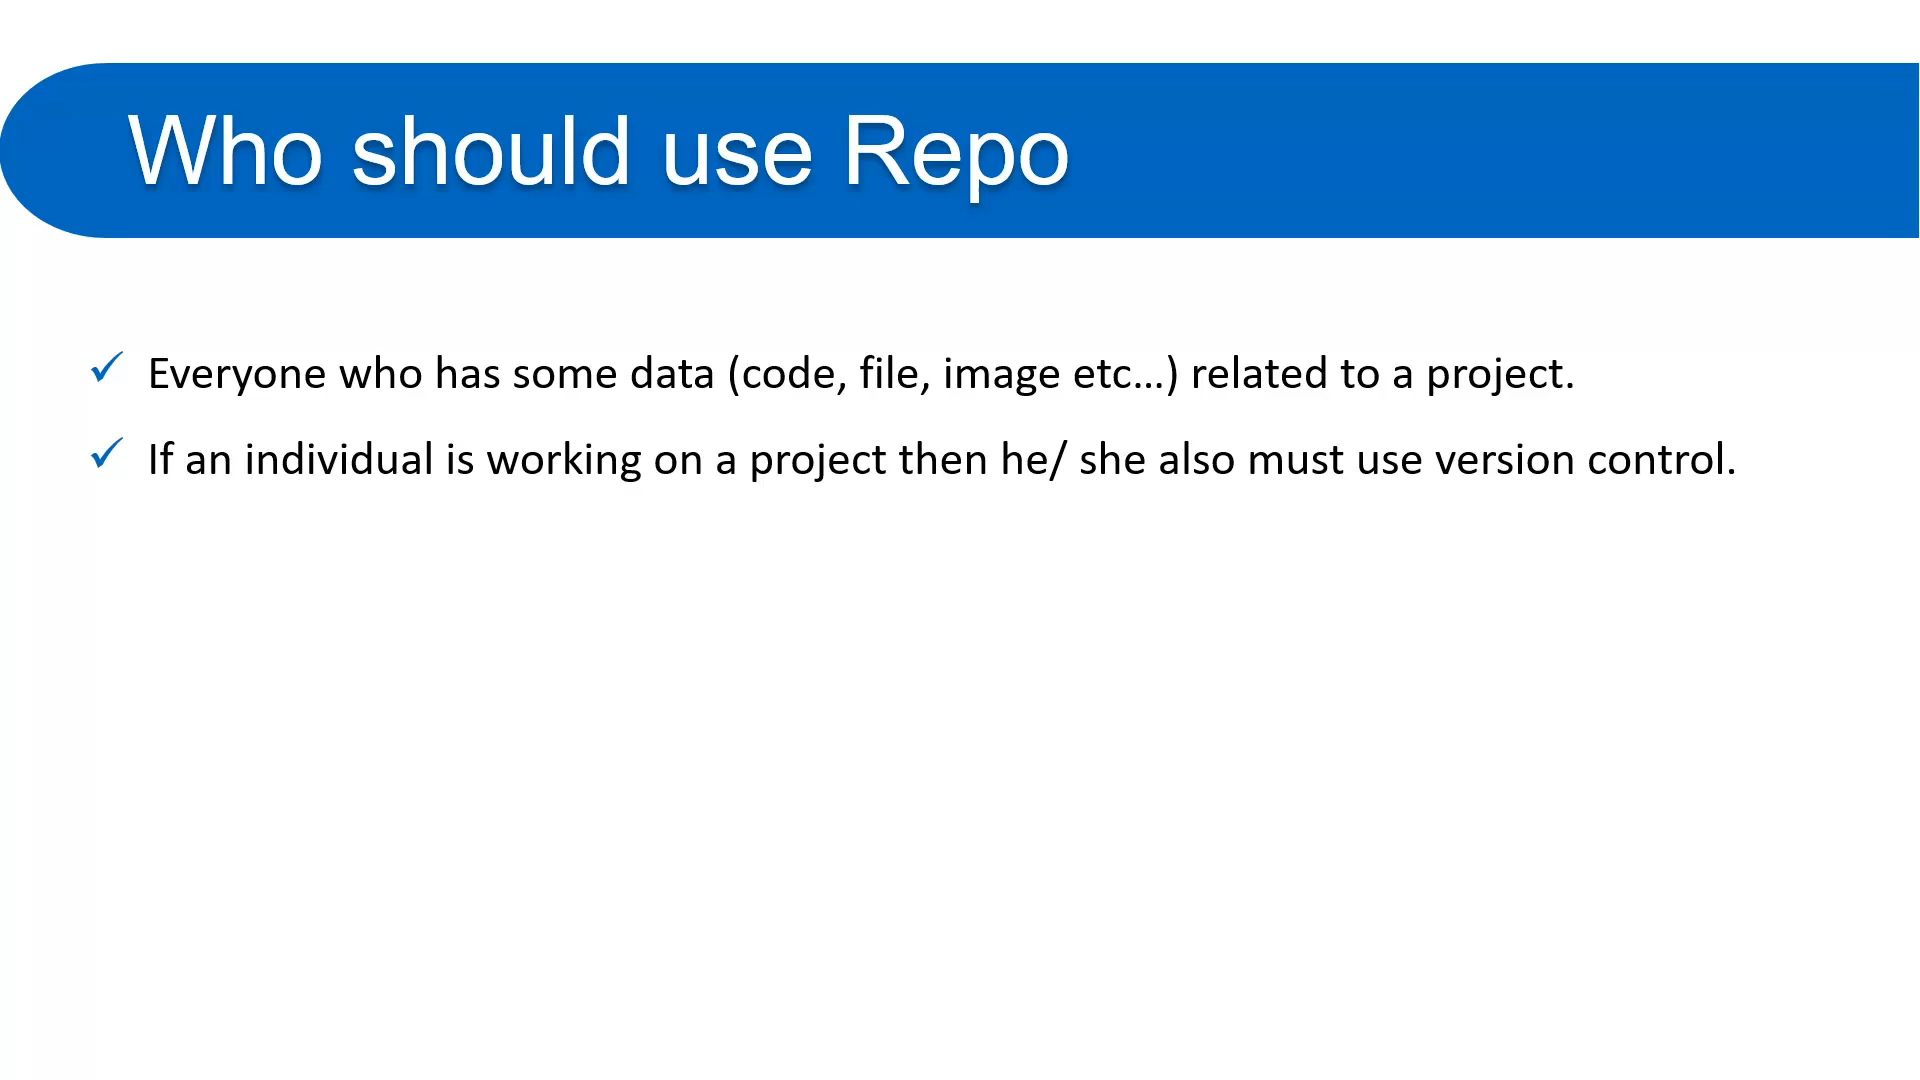 Who should use Repo
✓ Everyone who has some data (code, file, image etc...) related to a project.
✓ If an individual is working on a project then he/ she also must use version control.